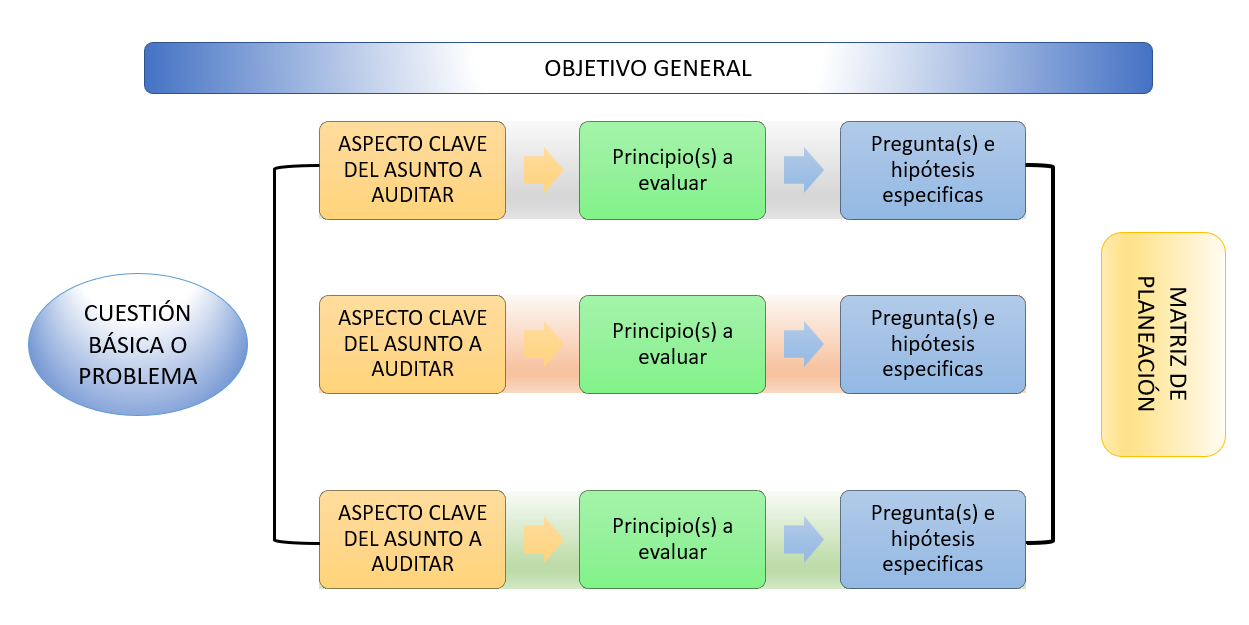 OBJETIVO GENERAL
ASPECTO CLAVE
DEL ASUNTO A
AUDITAR
Principio(s) a
evaluar
Pregunta(s) e
hipótesis
especificas
CUESTIÓN
BÁSICA O
PROBLEMA
ASPECTO CLAVE
DEL ASUNTO A
AUDITAR
Principio(s) a
evaluar
Pregunta(s) e
hipótesis
especificas
MATRIZ DE
PLANEACIÓN
ASPECTO CLAVE
DEL ASUNTO A
AUDITAR
Principio(s) a
evaluar
Pregunta(s) e
hipótesis
especificas